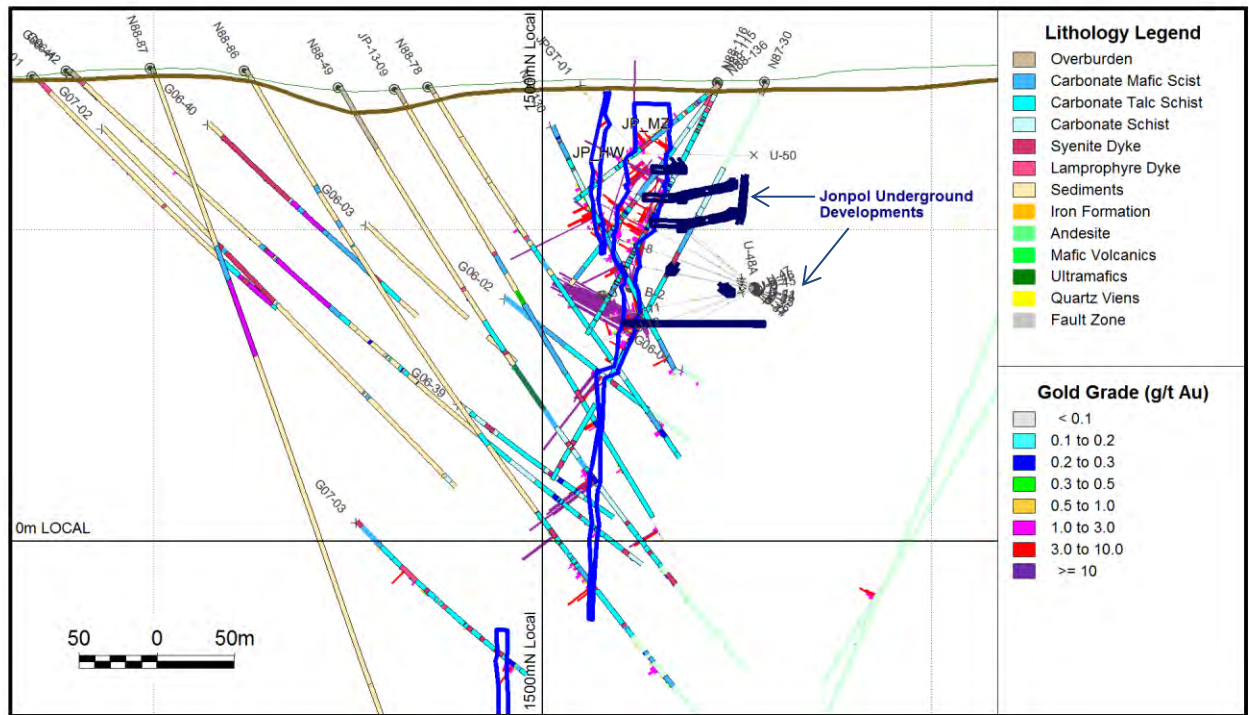 N88-87
N88-66
N88-49
JP-13-09
N89-78
JPGT-01
1500mN Local
N88-116
N88-115
N88-136
N87-30
G07-02
G06-40
G06-03
G06-02
G06-39
G07-03
JP_MZ
JP_HW
U-50
U-48A
Jonpol Underground
Developments
0m LOCAL
1500mN Local
50 0 50m
Lithology Legend
Overburden
Carbonate Mafic Scist
Carbonate Talc Schist
Carbonate Schist
Syenite Dyke
Lamprophyre Dyke
Sediments
Iron Formation
Andesite
Mafic Volcanics
Ultramafics
Quartz Viens
Fault Zone
Gold Grade (g/t Au)
< 0.1
0.1 to 0.2
0.2 to 0.3
0.3 to 0.5
0.5 to 1.0
1.0 to 3.0
3.0 to 10.0
>= 10